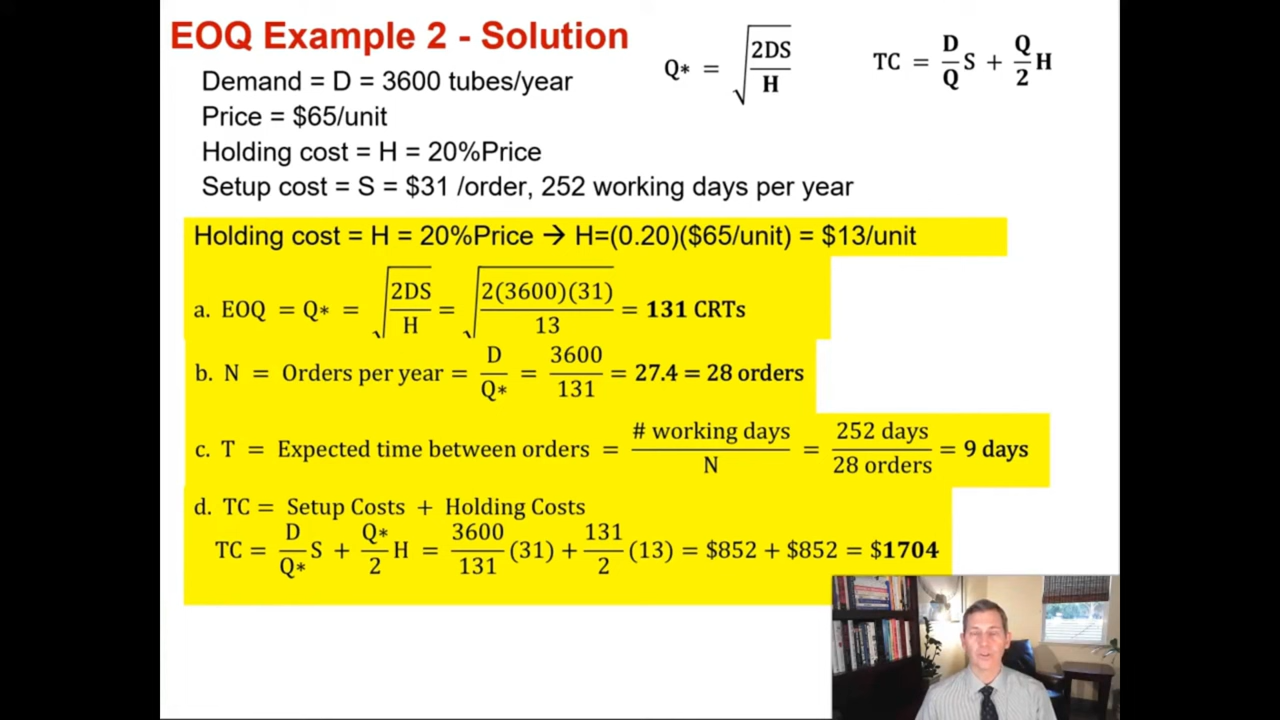 EOQ Example 2 - Solution
Q* = √(2DS/H)
TC = D/Q S + Q/2 H
Demand = D = 3600 tubes/year
Price = $65/unit
Holding cost = H = 20%Price
Setup cost = S = $31 /order, 252 working days per year
Holding cost = H = 20%Price → H=(0.20)($65/unit) = $13/unit
a. EOQ = Q* = √(2DS/H) = √(2(3600)(31)/13) = 131 CRTs
b. N = Orders per year = D/Q* = 3600/131 = 27.4 = 28 orders
c. T = Expected time between orders = # working days/N = 252 days/28 orders = 9 days
d. TC = Setup Costs + Holding Costs
TC = D/Q* S + Q*/2 H = 3600/131 (31) + 131/2 (13) = $852 + $852 = $1704